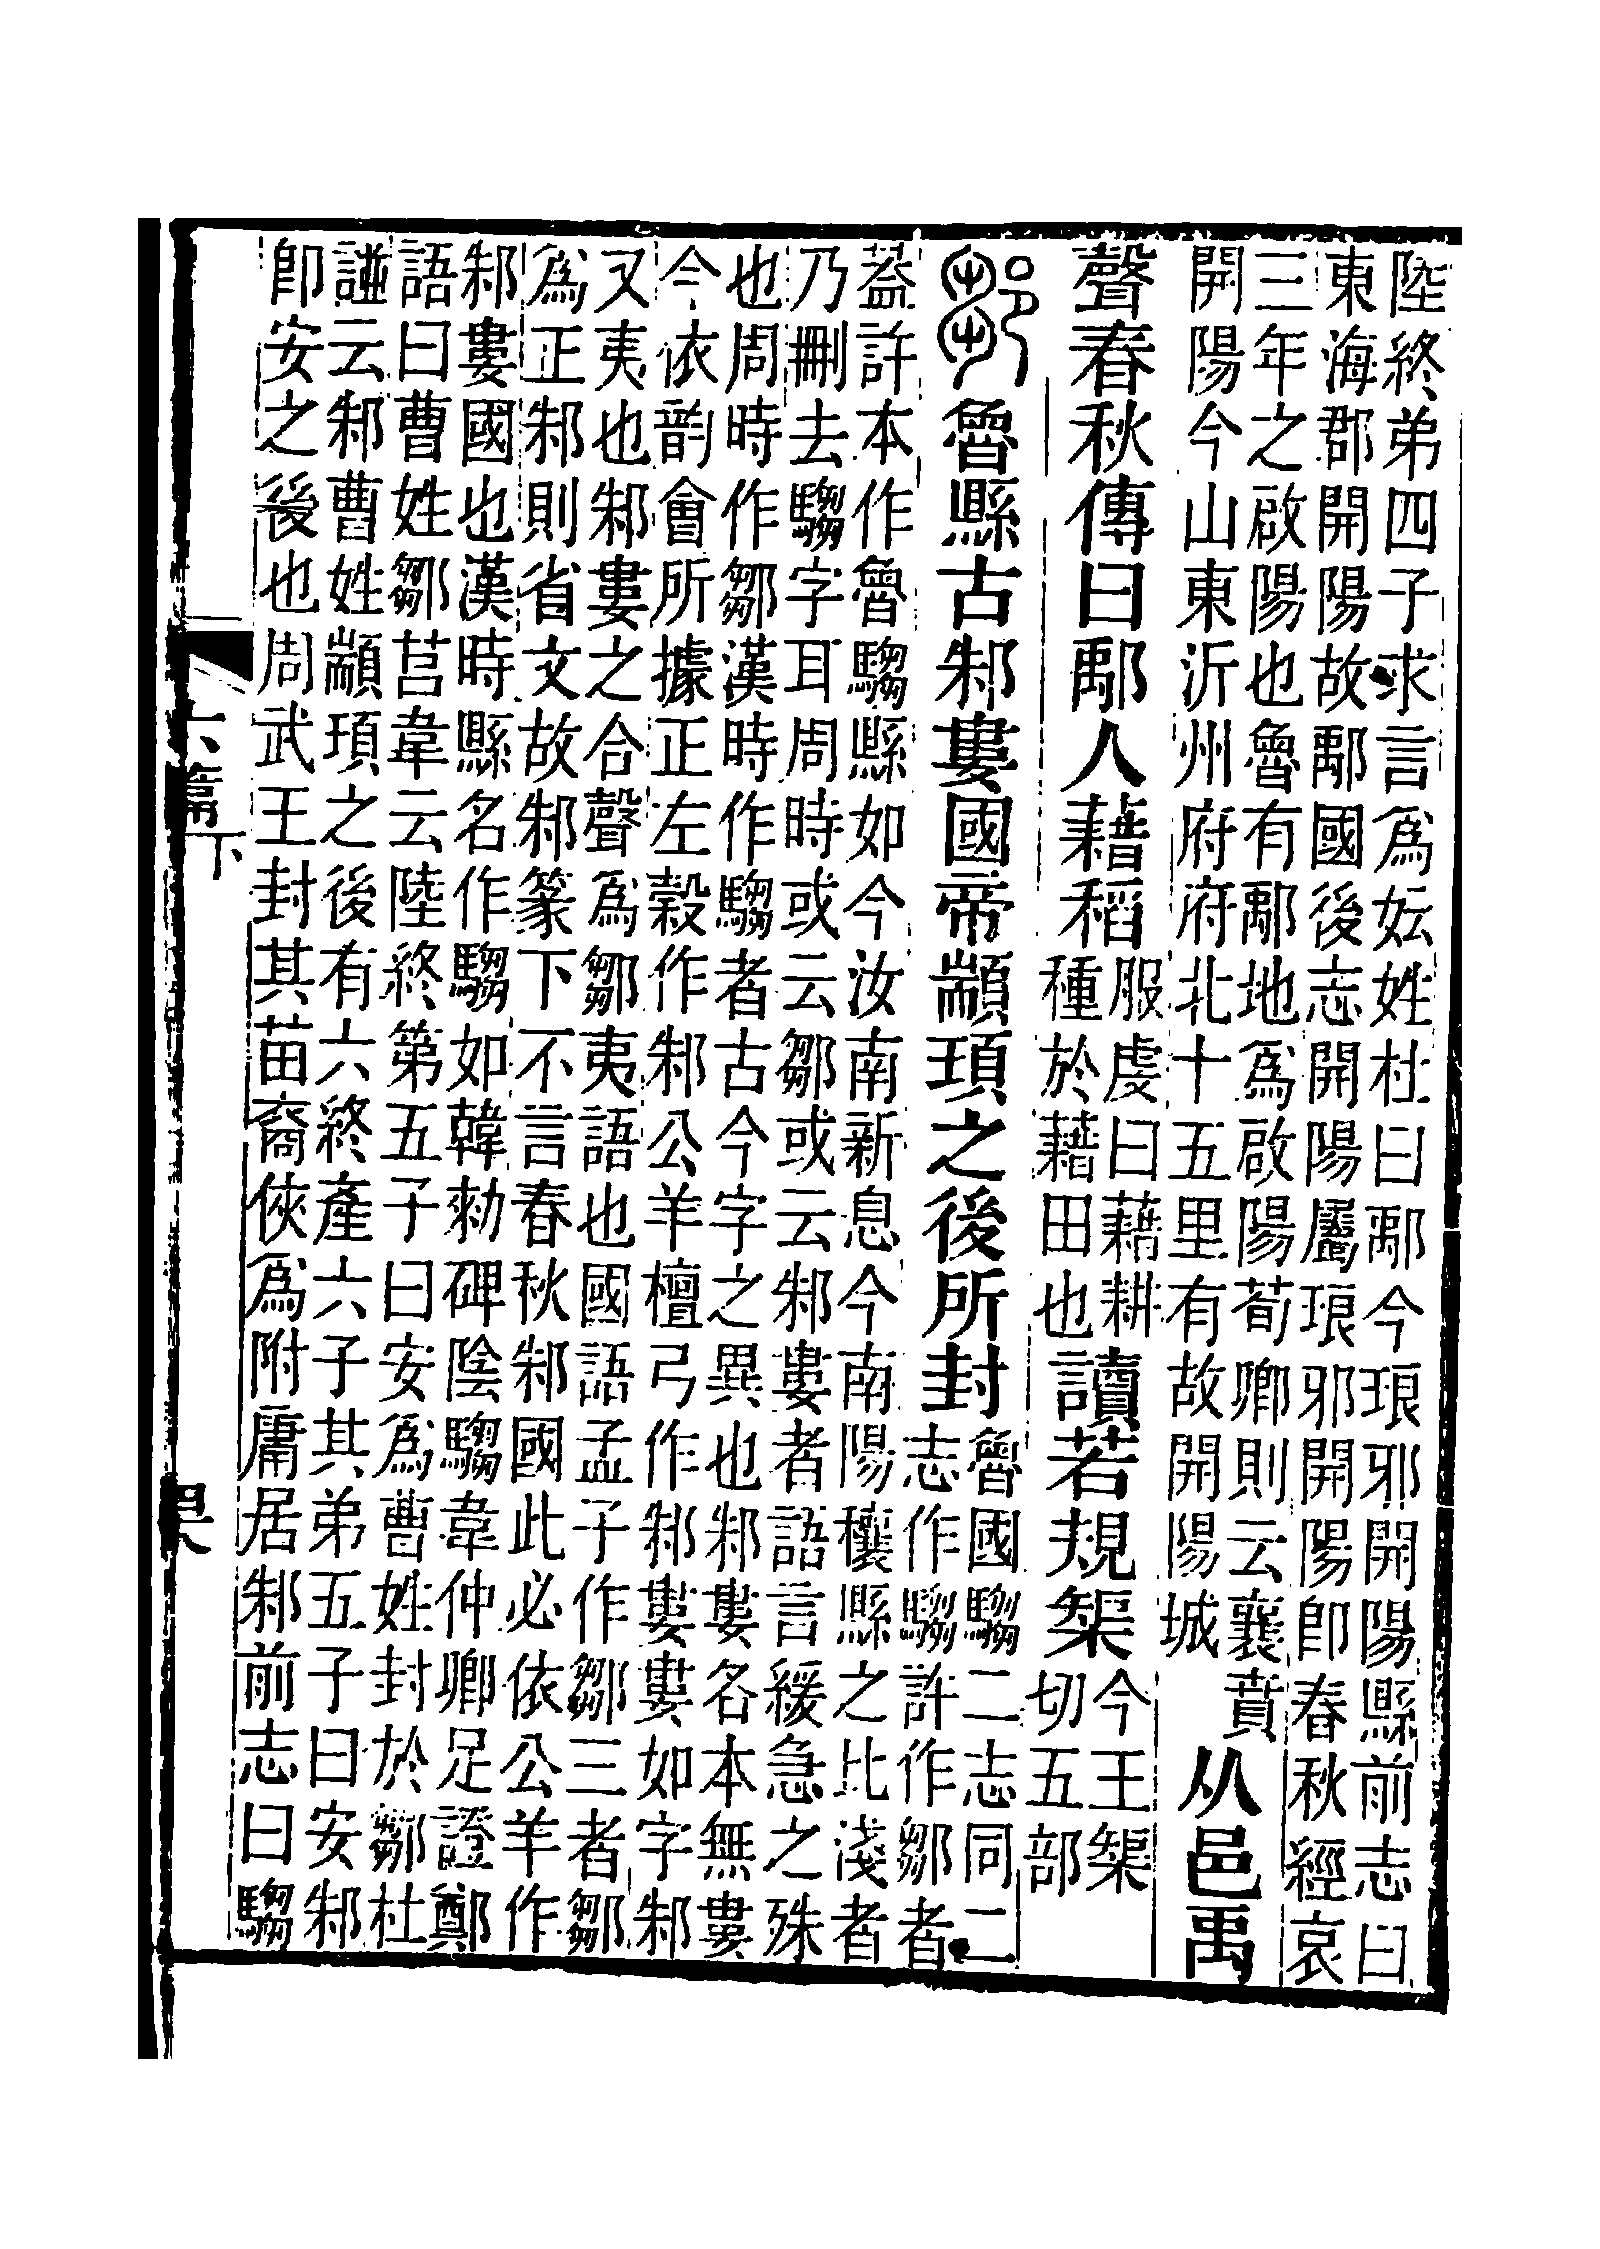 陸終弟四子求言爲妘姓杜曰鄅今琅邪開陽縣前志曰
東海郡開陽故鄅國後志開陽屬琅邪開陽卽春秋經哀
三年之啟陽也魯有鄅地爲啟陽荀卿則云襄賁
開陽今山東沂州府府北十五里有故開陽城
从邑禹
聲春秋傳曰鄅人藉稻
服虔曰藉耕
種於藉田也
讀若規榘
今王榘
切五部
鄒魯縣古邾婁國帝顓頊之後所封
魯國騶二志同二
志作騶許作鄒者
葢許本作魯騶縣如今汝南新息今南陽穰縣之比淺者
乃刪去騶字耳周時或云鄒或云邾婁者語言緩急之殊
也周時作鄒漢時作騶者古今字之異也邾婁名本無婁
今依韵會所據正左穀作邾公羊檀弓作邾婁婁如字邾
又夷也邾婁之合聲爲鄒夷語也國語孟子作鄒三者鄒
爲正邾則省文故邾篆下不言春秋邾國此必依公羊作
邾婁國也漢時縣名作騶如韓勑碑陰騶韋仲卿足證鄭
語曰曹姓鄒莒韋云陸終第五子曰安爲曹姓封於鄒杜
諩云邾曹姓顓頊之後有六終產六子其弟五子曰安邾
卽安之後也周武王封其苗裔俠爲附庸居邾前志曰騶
六篇下